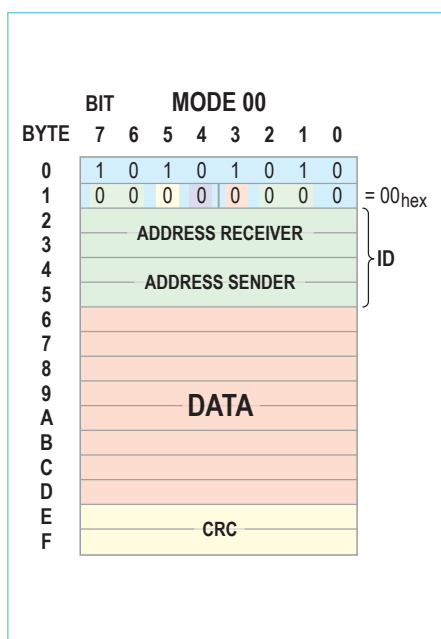 BIT MODE 00
BYTE 7 6 5 4 3 2 1 0
0 1 0 1 0 1 0 1 0
1 0 0 0 0 0 0 0 0 = 00hex
2
ADDRESS RECEIVER
3
ID
4
ADDRESS SENDER
5
6
7
8
9
DATA
A
B
C
D
E
CRC
F